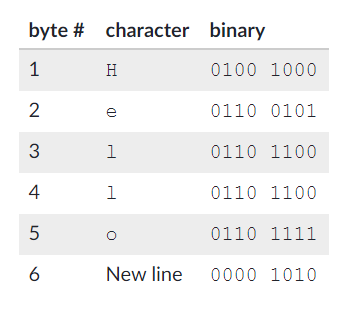 byte # character binary
1 H 0100 1000
2 e 0110 0101
3 l 0110 1100
4 l 0110 1100
5 o 0110 1111
6 New line 0000 1010